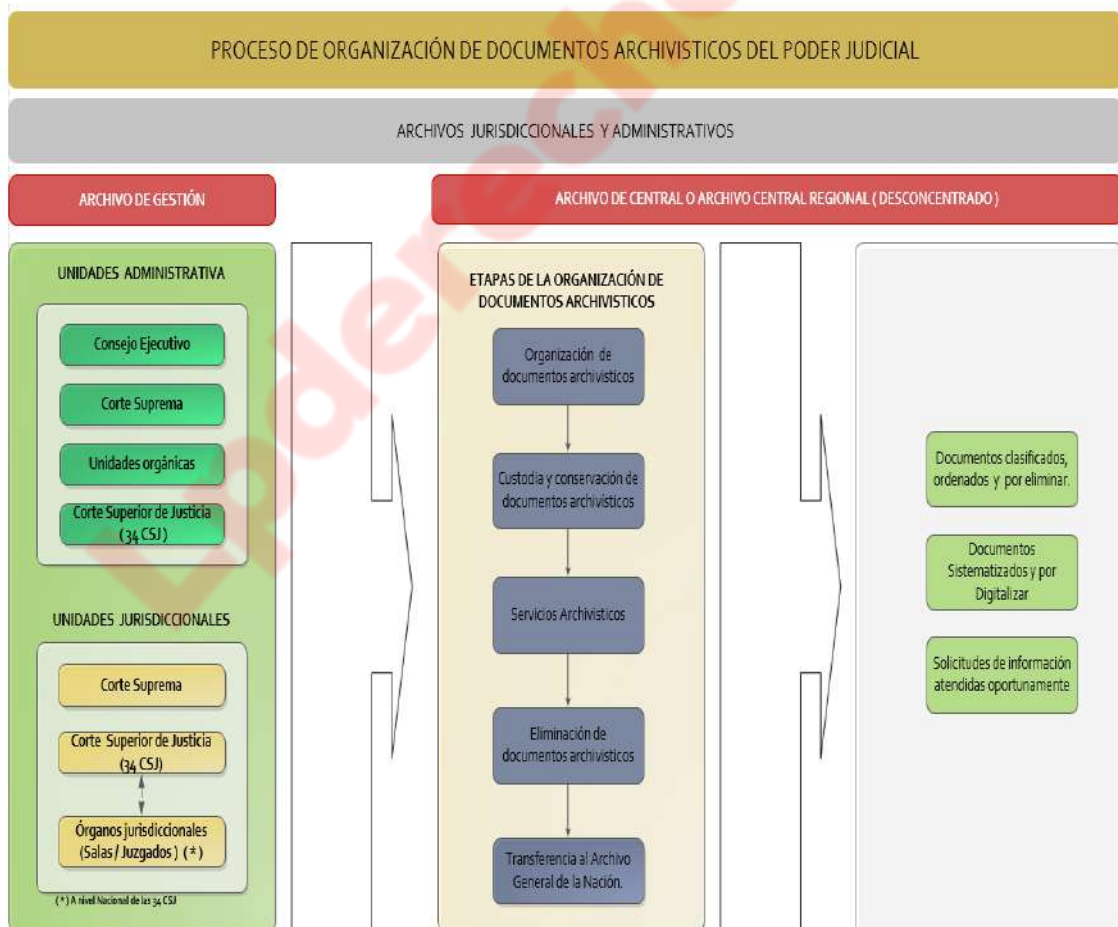 PROCESO DE ORGANIZACIÓN DE DOCUMENTOS ARCHIVISTICOS DEL PODER JUDICIAL
ARCHIVOS JURISDICCIONALES Y ADMINISTRATIVOS
ARCHIVO DE GESTIÓN
ARCHIVO DE CENTRAL O ARCHIVO CENTRAL REGIONAL ( DESCONCENTRADO )
UNIDADES ADMINISTRATIVA
Consejo Ejecutivo
Corte Suprema
Unidades orgánicas
Corte Superior de Justicia
( 34 CSJ )
UNIDADES JURISDICCIONALES
Corte Suprema
Corte Superior de Justicia
(34 CSJ)
Órganos jurisdiccionales
(Salas / Juzgados ) ( * )
( * ) A nivel Nacional de las 34 CSJ
ETAPAS DE LA ORGANIZACIÓN DE
DOCUMENTOS ARCHIVISTICOS
Organización de
documentos archivisticos
Custodia y conservación de
documentos archivísticos
Servicios Archivisticos
Eliminación de
documentos archivisticos
Transferencia al Archivo
General de la Nación.
Documentos clasificados,
ordenados y por eliminar.
Documentos
Sistematizados y por
Digitalizar
Solicitudes de información
atendidas oportunamente
Lpderecho